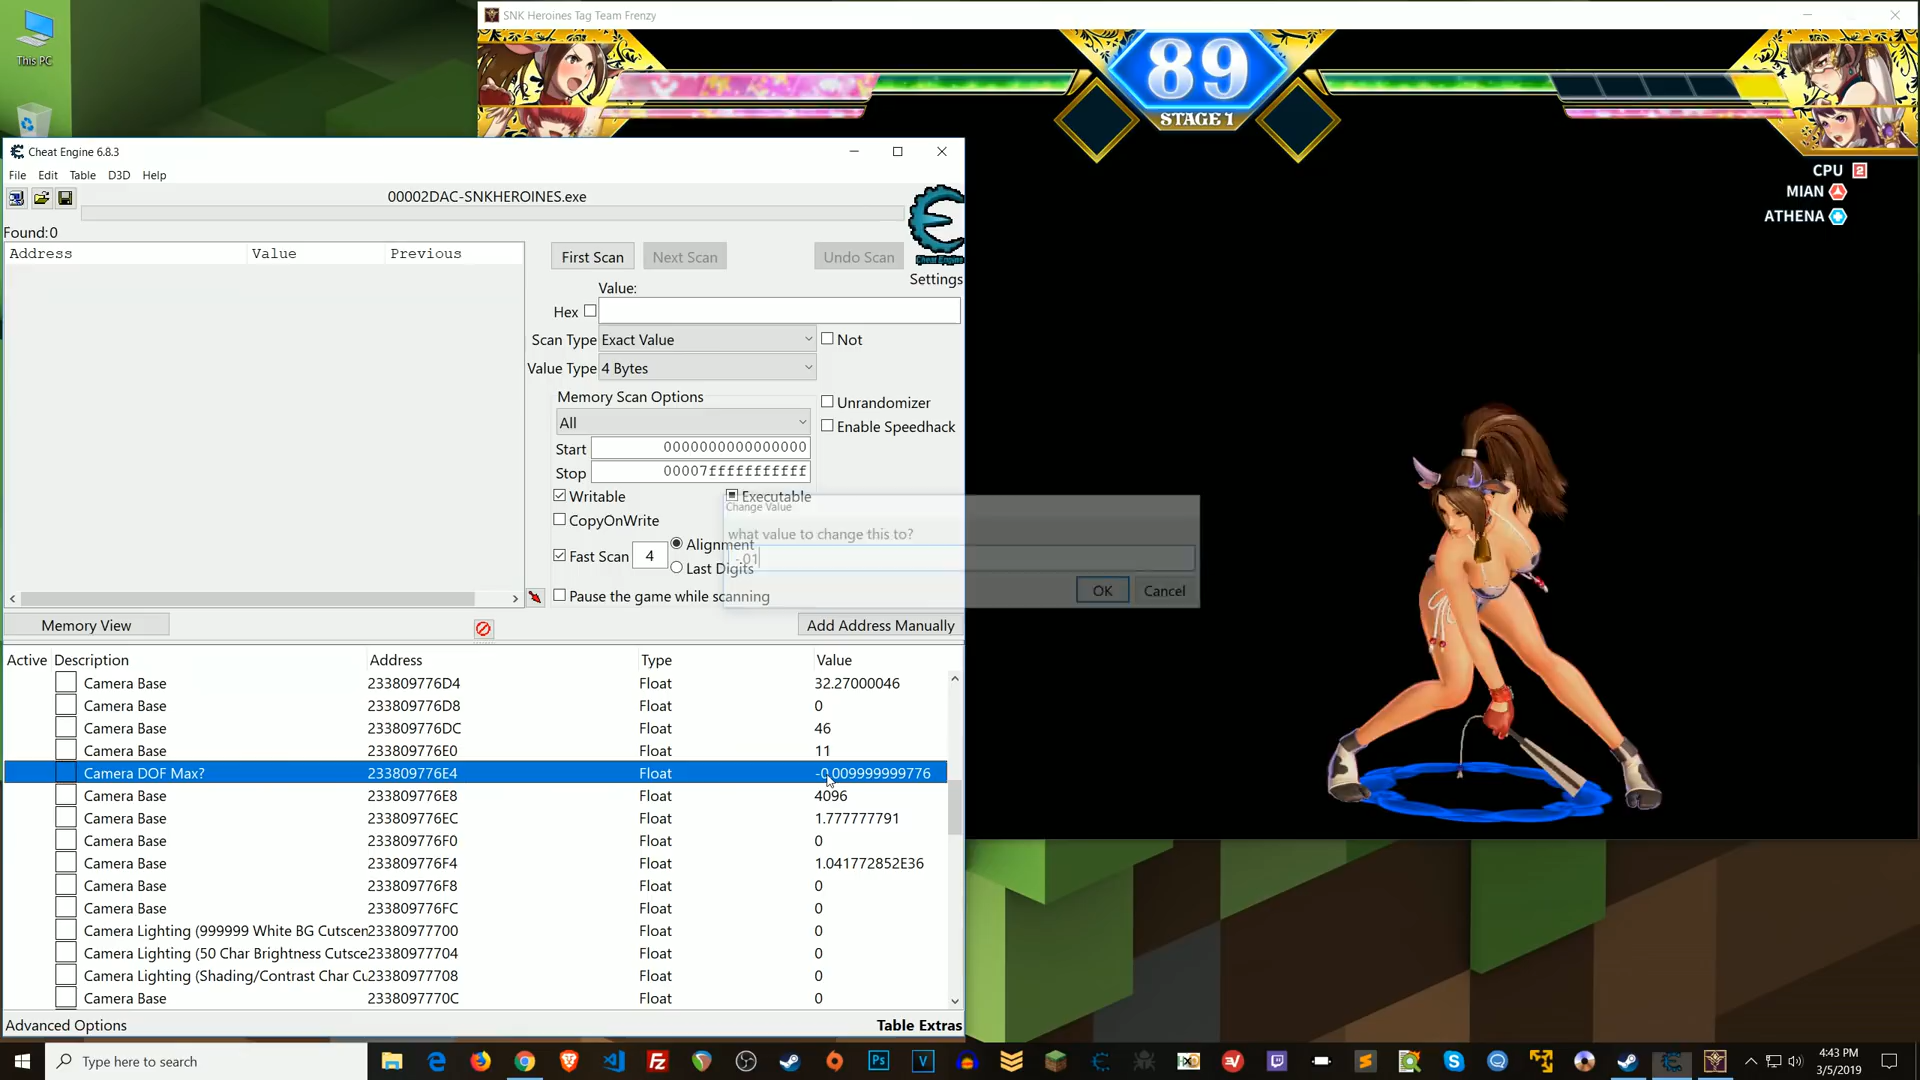 This PC
SNK Heroines Tag Team Frenzy
89
STAGE 1
CPU 2
MIAN
ATHENA
Cheat Engine 6.8.3
File Edit Table D3D Help
00002DAC-SNKHEROINES.exe
Found:0
Address Value Previous
First Scan Next Scan Undo Scan
Cheat Engine
Settings
Value:
Hex
Scan Type Exact Value Not
Value Type 4 Bytes
Memory Scan Options
All
Unrandomizer
Enable Speedhack
Start 0000000000000000
Stop 00007fffffffffff
Writable Executable
CopyOnWrite
Fast Scan 4 Alignment
Last Digits
Pause the game while scanning
Change Value
what value to change this to?
-.01
OK Cancel
Memory View Add Address Manually
Active Description Address Type Value
Camera Base 233809776D4 Float 32.27000046
Camera Base 233809776D8 Float 0
Camera Base 233809776DC Float 46
Camera Base 233809776E0 Float 11
Camera DOF Max? 233809776E4 Float -0.009999999776
Camera Base 233809776E8 Float 4096
Camera Base 233809776EC Float 1.777777791
Camera Base 233809776F0 Float 0
Camera Base 233809776F4 Float 1.041772852E36
Camera Base 233809776F8 Float 0
Camera Base 233809776FC Float 0
Camera Lighting (999999 White BG Cutscen 23380977700 Float 0
Camera Lighting (50 Char Brightness Cutsce 23380977704 Float 0
Camera Lighting (Shading/Contrast Char Cu 23380977708 Float 0
Camera Base 2338097770C Float 0
Advanced Options Table Extras
Type here to search
4:43 PM
3/5/2019